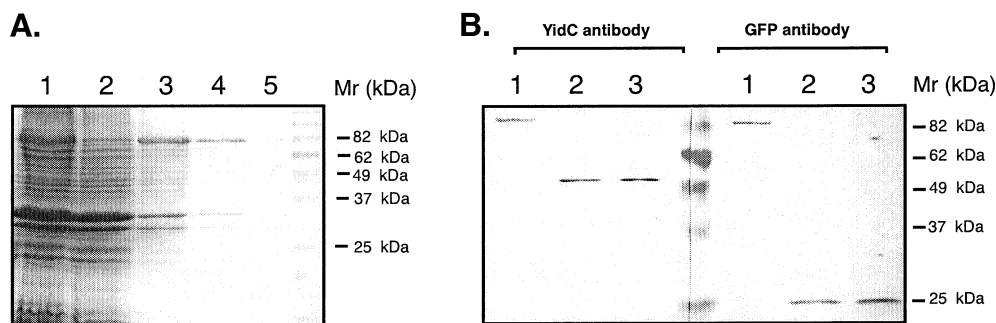 A.
1 2 3 4 5 Mr (kDa)
82 kDa
62 kDa
49 kDa
37 kDa
25 kDa
B.
YidC antibody GFP antibody
1 2 3 1 2 3 Mr (kDa)
82 kDa
62 kDa
49 kDa
37 kDa
25 kDa